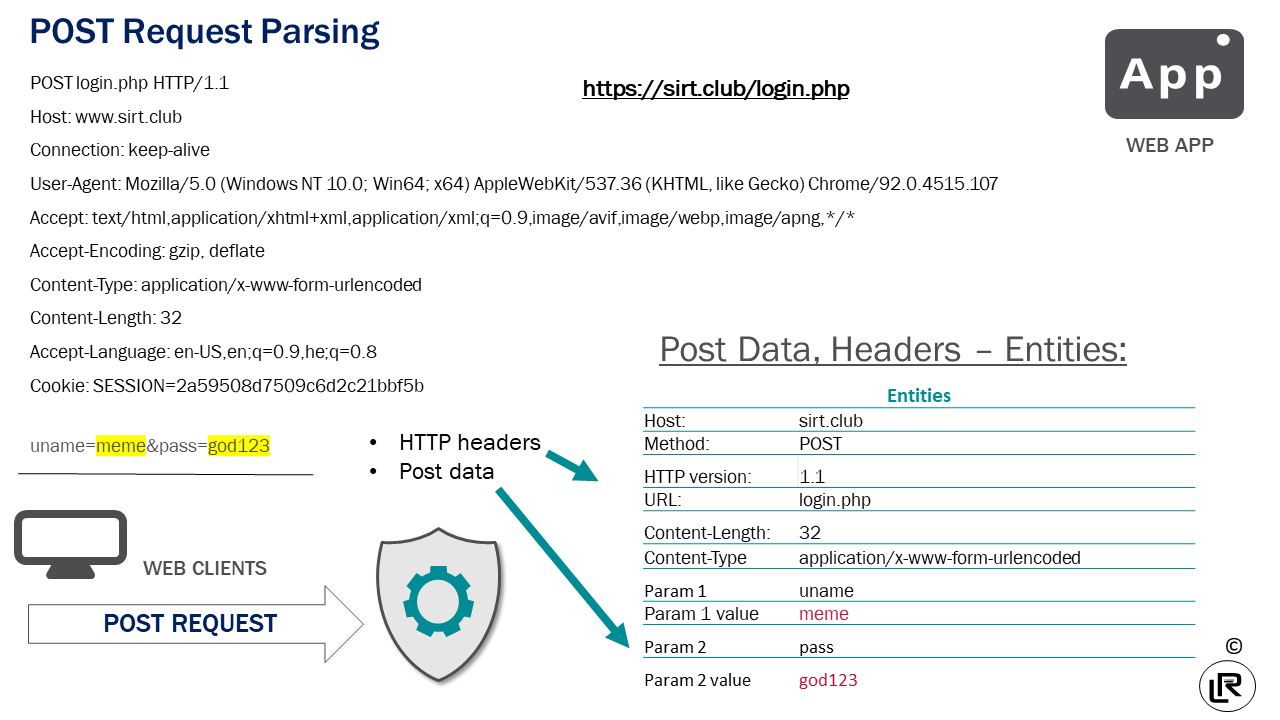 POST Request Parsing
POST login.php HTTP/1.1
Host: www.sirt.club
Connection: keep-alive
User-Agent: Mozilla/5.0 (Windows NT 10.0; Win64; x64) AppleWebKit/537.36 (KHTML, like Gecko) Chrome/92.0.4515.107
Accept: text/html,application/xhtml+xml,application/xml;q=0.9,image/avif,image/webp,image/apng,*/*
Accept-Encoding: gzip, deflate
Content-Type: application/x-www-form-urlencoded
Content-Length: 32
Accept-Language: en-US,en;q=0.9,he;q=0.8
Cookie: SESSION=2a59508d7509c6d2c21bbf5b
uname=meme&pass=god123
https://sirt.club/login.php
App
WEB APP
• HTTP headers
• Post data
WEB CLIENTS
POST REQUEST
Post Data, Headers – Entities:
Entities
Host: sirt.club
Method: POST
HTTP version: 1.1
URL: login.php
Content-Length: 32
Content-Type application/x-www-form-urlencoded
Param 1 uname
Param 1 value meme
Param 2 pass
Param 2 value god123
©
LR